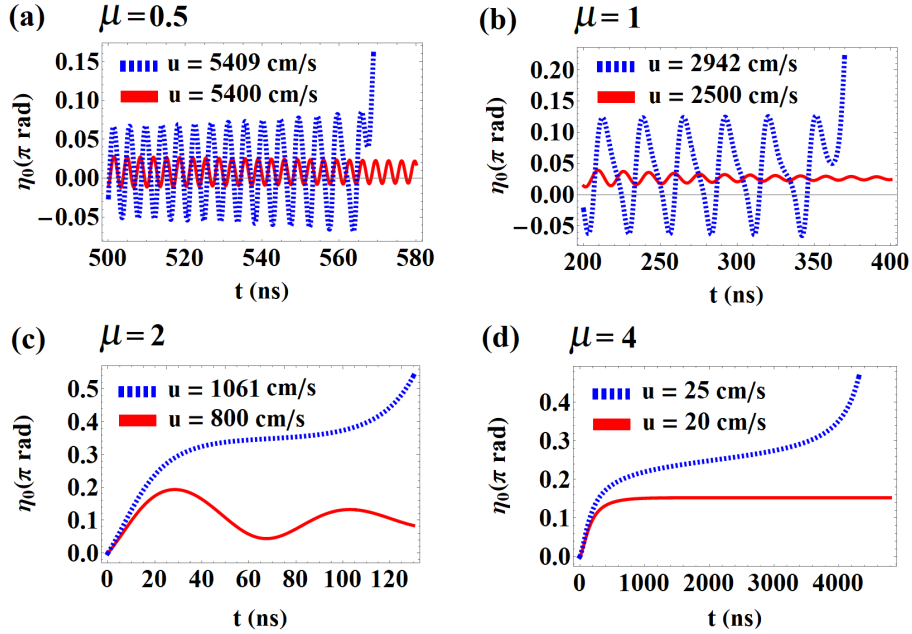 (a) μ = 0.5
u = 5409 cm/s
u = 5400 cm/s
η₀(π rad)
0.15
0.10
0.05
0.00
−0.05
500 520 540 560 580
t (ns)
(b) μ = 1
u = 2942 cm/s
u = 2500 cm/s
η₀(π rad)
0.20
0.15
0.10
0.05
0.00
−0.05
200 250 300 350 400
t (ns)
(c) μ = 2
u = 1061 cm/s
u = 800 cm/s
η₀(π rad)
0.5
0.4
0.3
0.2
0.1
0.0
0 20 40 60 80 100 120
t (ns)
(d) μ = 4
u = 25 cm/s
u = 20 cm/s
η₀(π rad)
0.4
0.3
0.2
0.1
0.0
0 1000 2000 3000 4000
t (ns)